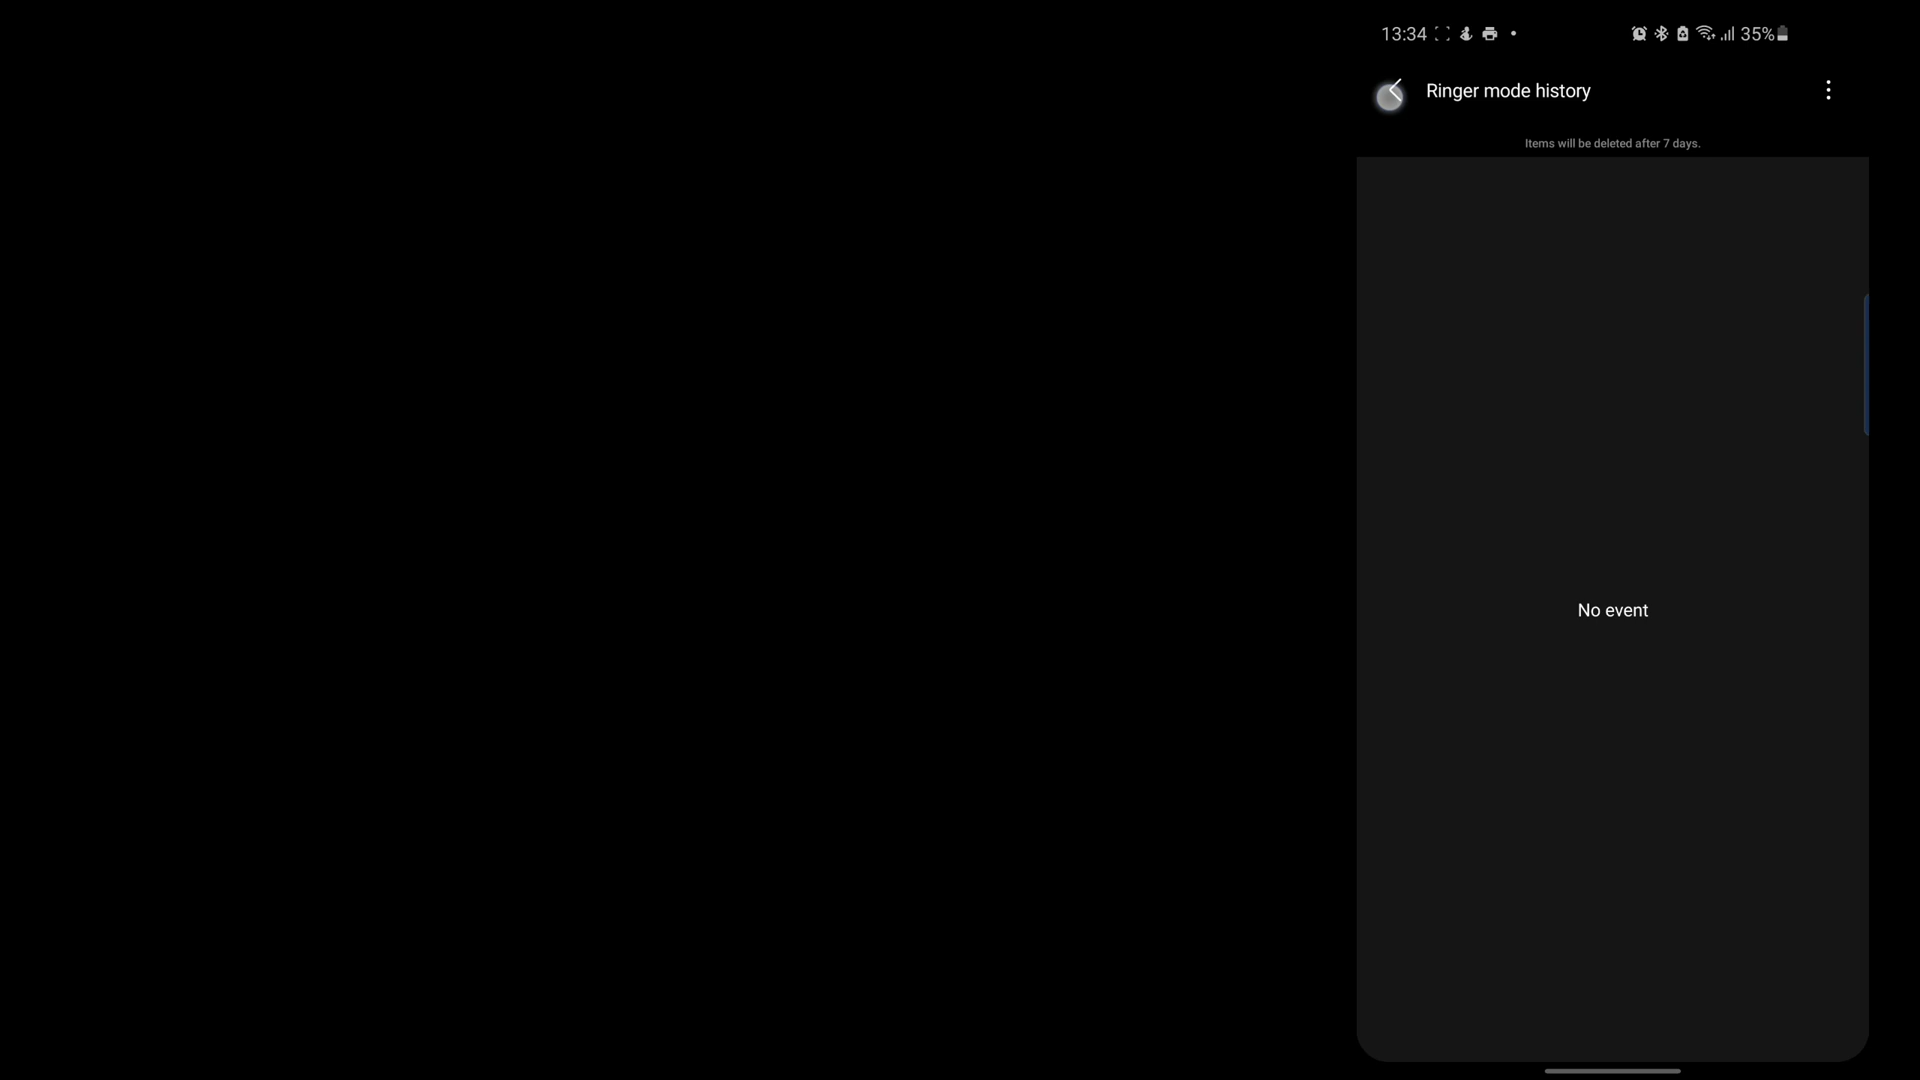 13:34 35%
Ringer mode history
Items will be deleted after 7 days.
No event